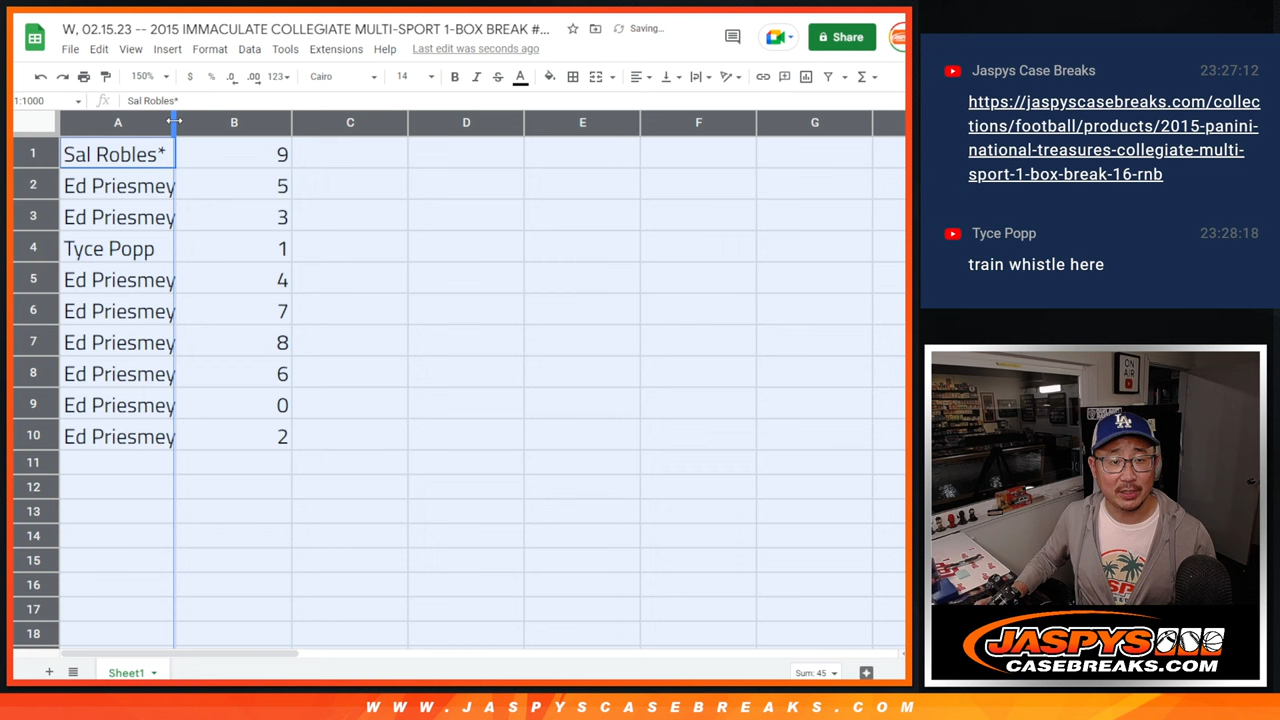 W, 02.15.23 -- 2015 IMMACULATE COLLEGIATE MULTI-SPORT 1-BOX BREAK #...
Saving...
Share
File Edit View Insert Format Data Tools Extensions Help Last edit was seconds ago
150% $ % .0 .00 123 Cairo 14 B I S A
1:1000 fx Sal Robles*
A B C D E F G
1 Sal Robles* 9
2 Ed Priesmey 5
3 Ed Priesmey 3
4 Tyce Popp 1
5 Ed Priesmey 4
6 Ed Priesmey 7
7 Ed Priesmey 8
8 Ed Priesmey 6
9 Ed Priesmey 0
10 Ed Priesmey 2
11
12
13
14
15
16
17
18
Sheet1 Sum: 45
Jaspys Case Breaks 23:27:12
https://jaspyscasebreaks.com/collec
tions/football/products/2015-panini-
national-treasures-collegiate-multi-
sport-1-box-break-16-rnb
Tyce Popp 23:28:18
train whistle here
ON
AIR
LA
JASPYS
CASEBREAKS.COM
WWW.JASPYSCASEBREAKS.COM